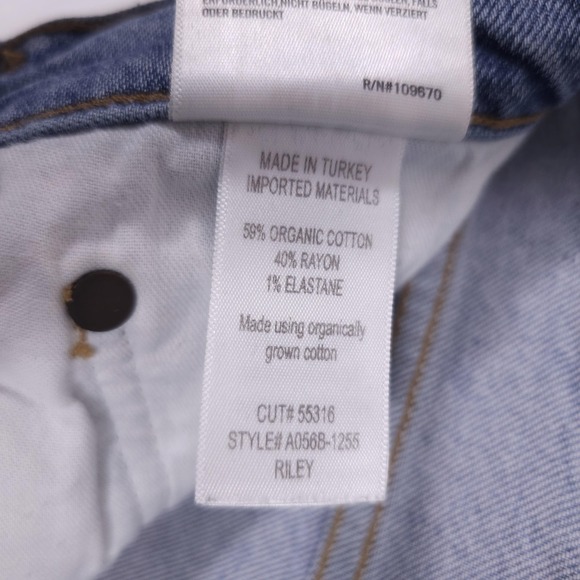 ERFORDERLICH,NICHT BÜGELN, WENN VERZIERT
ODER BEDRUCKT
R/N#109670
MADE IN TURKEY
IMPORTED MATERIALS
59% ORGANIC COTTON
40% RAYON
1% ELASTANE
Made using organically
grown cotton
CUT# 55316
STYLE# A056B-1255
RILEY